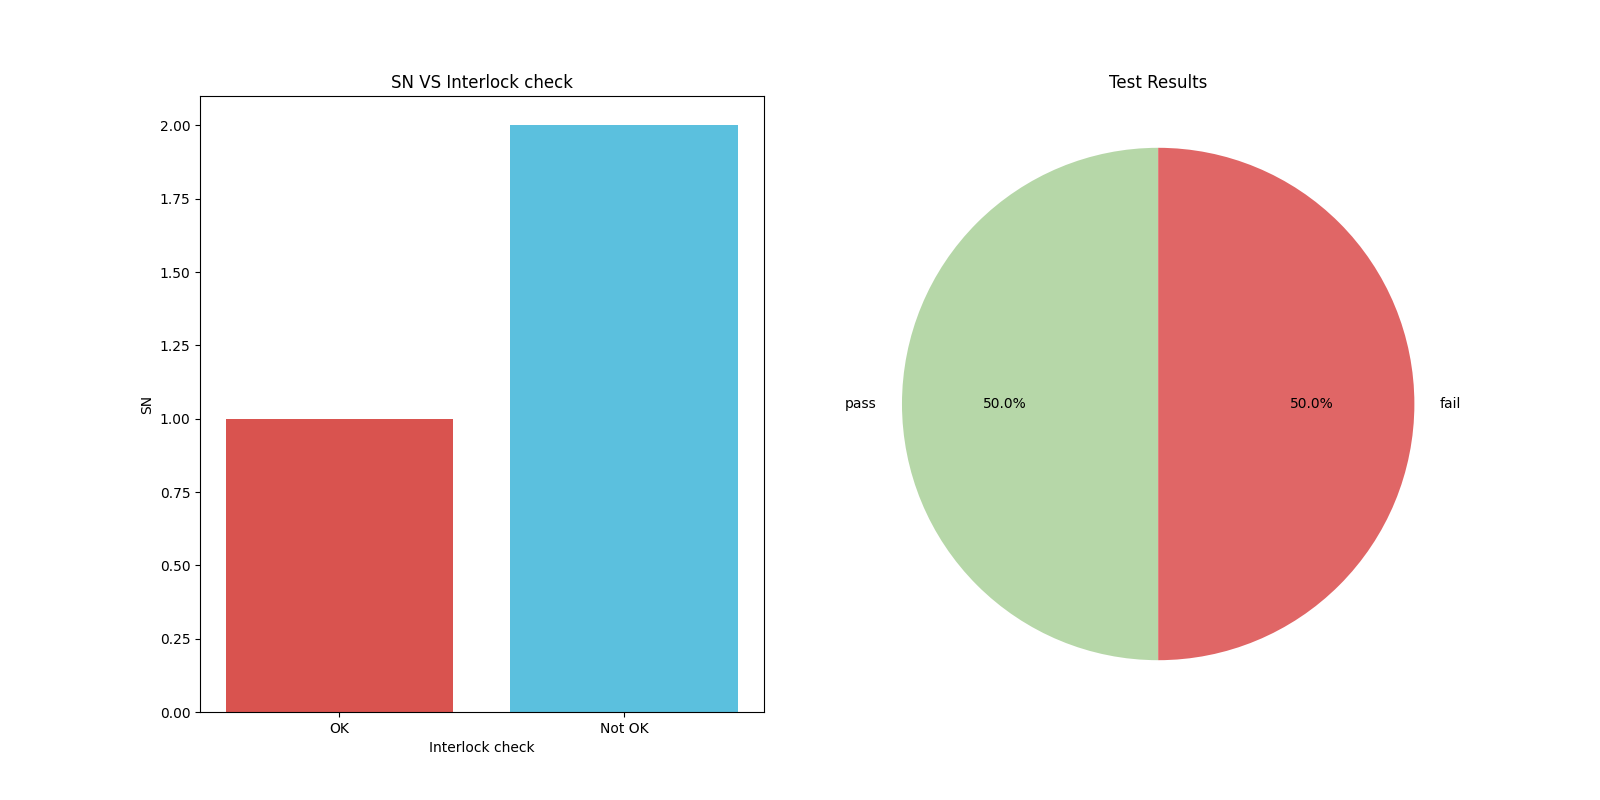 SN VS Interlock check
2.00
1.75
1.50
1.25
1.00
0.75
0.50
0.25
0.00
SN
OK Not OK
Interlock check
Test Results
pass 50.0% 50.0% fail